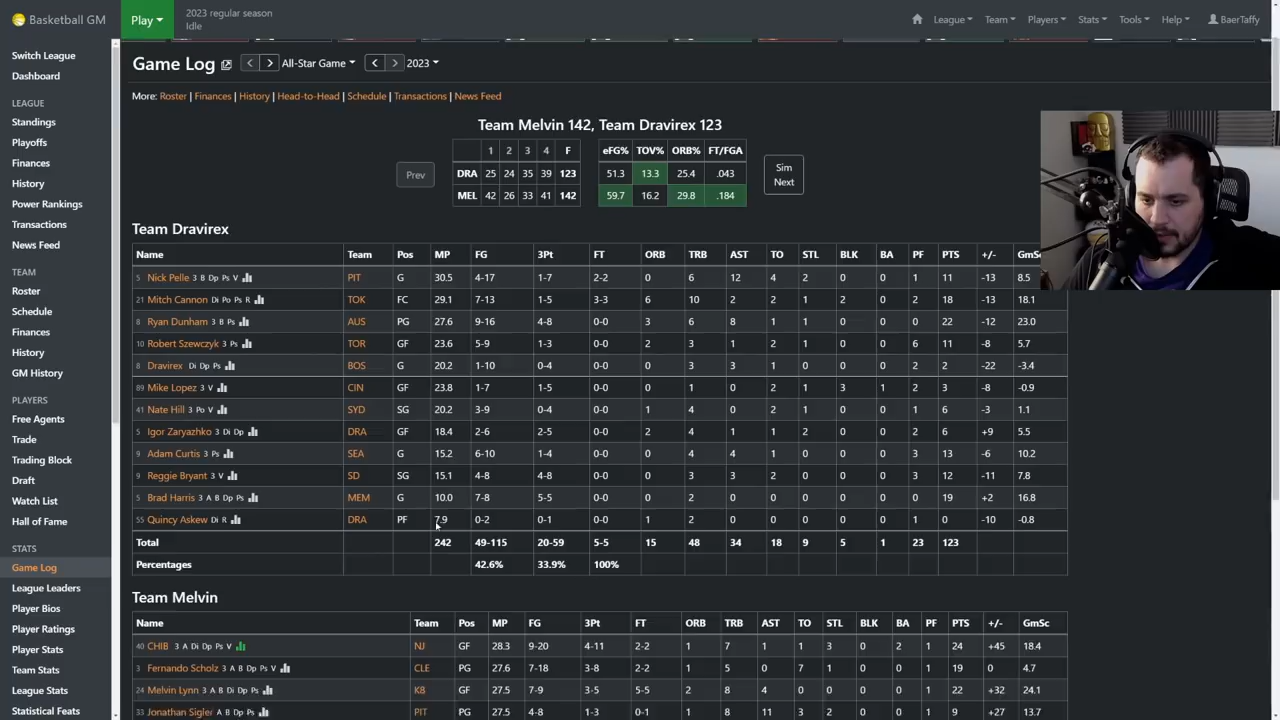 Basketball GM Play 2023 regular season Idle League Team Players Stats Tools Help BaerTaffy
Switch League
Dashboard
LEAGUE
Standings
Playoffs
Finances
History
Power Rankings
Transactions
News Feed
TEAM
Roster
Schedule
Finances
History
GM History
PLAYERS
Free Agents
Trade
Trading Block
Draft
Watch List
Hall of Fame
STATS
Game Log
League Leaders
Player Bios
Player Ratings
Player Stats
Team Stats
League Stats
Statistical Feats
Game Log All-Star Game 2023
More: Roster | Finances | History | Head-to-Head | Schedule | Transactions | News Feed
Team Melvin 142, Team Dravirex 123
Prev
1 2 3 4 F
DRA 25 24 35 39 123
MEL 42 26 33 41 142
eFG% TOV% ORB% FT/FGA
51.3 13.3 25.4 .043
59.7 16.2 29.8 .184
Sim
Next
Team Dravirex
Name Team Pos MP FG 3Pt FT ORB TRB AST TO STL BLK BA PF PTS +/- GmSc
5 Nick Pelle 3 B Dp Ps V PIT G 30.5 4-17 1-7 2-2 0 6 12 4 2 0 0 1 11 -13 8.5
21 Mitch Cannon Di Po Ps R TOK FC 29.1 7-13 1-5 3-3 6 10 2 2 1 2 0 2 18 -13 18.1
8 Ryan Dunham 3 B Ps AUS PG 27.6 9-16 4-8 0-0 3 6 8 1 1 0 0 0 22 -12 23.0
10 Robert Szewczyk 3 Ps TOR GF 23.6 5-9 1-3 0-0 2 3 1 2 1 0 0 6 11 -8 5.7
8 Dravirex Di Dp Ps BOS G 20.2 1-10 0-4 0-0 0 3 3 1 0 0 0 2 2 -22 -3.4
89 Mike Lopez 3 V CIN GF 23.8 1-7 1-5 0-0 0 1 0 2 1 3 1 2 3 -8 -0.9
41 Nate Hill 3 Po V SYD SG 20.2 3-9 0-4 0-0 1 4 0 2 1 0 0 1 6 -3 1.1
5 Igor Zaryazhko 3 Di Dp DRA GF 18.4 2-6 2-5 0-0 2 4 1 1 2 0 0 2 6 +9 5.5
9 Adam Curtis 3 Ps SEA G 15.2 6-10 1-4 0-0 0 4 4 1 0 0 0 3 13 -6 10.2
9 Reggie Bryant 3 V SD SG 15.1 4-8 4-8 0-0 0 3 3 2 0 0 0 3 12 -11 7.8
5 Brad Harris 3 A B Dp Ps MEM G 10.0 7-8 5-5 0-0 0 2 0 0 0 0 0 0 19 +2 16.8
55 Quincy Askew Di R DRA PF 7.9 0-2 0-1 0-0 1 2 0 0 0 0 0 1 0 -10 -0.8
Total 242 49-115 20-59 5-5 15 48 34 18 9 5 1 23 123
Percentages 42.6% 33.9% 100%
Team Melvin
Name Team Pos MP FG 3Pt FT ORB TRB AST TO STL BLK BA PF PTS +/- GmSc
40 CHIB 3 A Di Dp Ps V NJ GF 28.3 9-20 4-11 2-2 1 7 1 1 3 0 2 1 24 +45 18.4
3 Fernando Scholz 3 A B Dp Ps V CLE PG 27.6 7-18 3-8 2-2 1 5 0 7 1 0 0 1 19 0 4.7
24 Melvin Lynn 3 A B Di Dp Ps K8 GF 27.5 7-9 3-5 5-5 2 8 4 0 0 0 0 1 22 +32 24.1
33 Jonathan Sigler A B Dp Ps PIT PG 27.5 4-8 1-3 0-1 1 8 11 3 2 0 0 1 9 +27 13.7